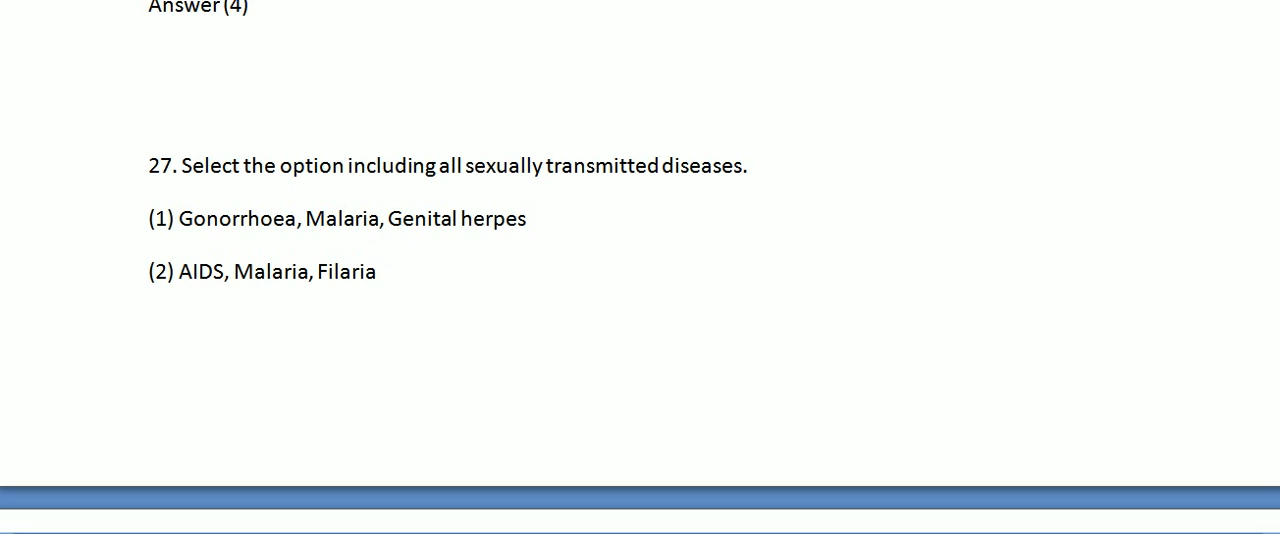 Answer (4)
27. Select the option including all sexually transmitted diseases.
(1) Gonorrhoea, Malaria, Genital herpes
(2) AIDS, Malaria, Filaria